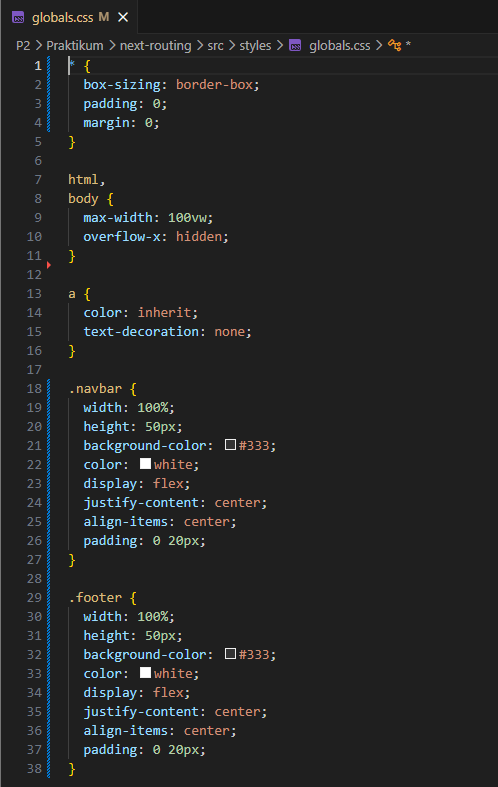 globals.css M
P2 > Praktikum > next-routing > src > styles > globals.css > *
1 * {
2 box-sizing: border-box;
3 padding: 0;
4 margin: 0;
5 }
6
7 html,
8 body {
9 max-width: 100vw;
10 overflow-x: hidden;
11 }
12
13 a {
14 color: inherit;
15 text-decoration: none;
16 }
17
18 .navbar {
19 width: 100%;
20 height: 50px;
21 background-color: #333;
22 color: white;
23 display: flex;
24 justify-content: center;
25 align-items: center;
26 padding: 0 20px;
27 }
28
29 .footer {
30 width: 100%;
31 height: 50px;
32 background-color: #333;
33 color: white;
34 display: flex;
35 justify-content: center;
36 align-items: center;
37 padding: 0 20px;
38 }